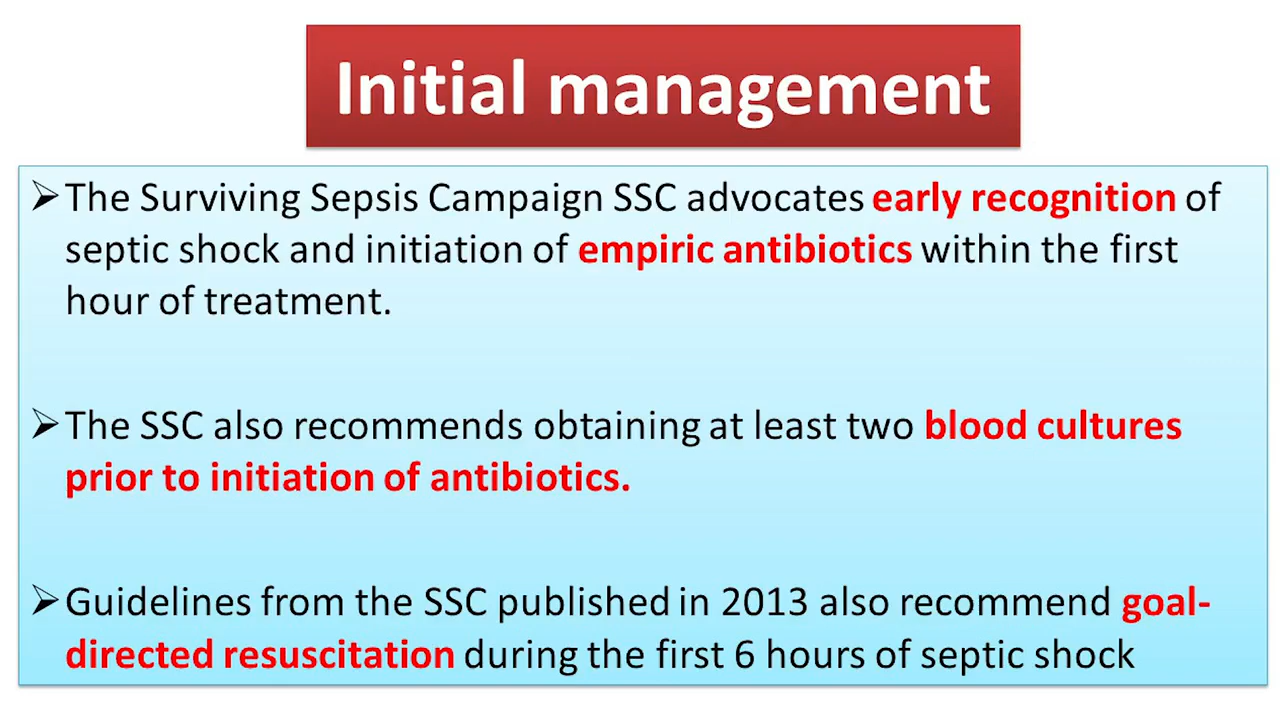 Initial management
➢The Surviving Sepsis Campaign SSC advocates early recognition of
septic shock and initiation of empiric antibiotics within the first
hour of treatment.
➢The SSC also recommends obtaining at least two blood cultures
prior to initiation of antibiotics.
➢Guidelines from the SSC published in 2013 also recommend goal-
directed resuscitation during the first 6 hours of septic shock